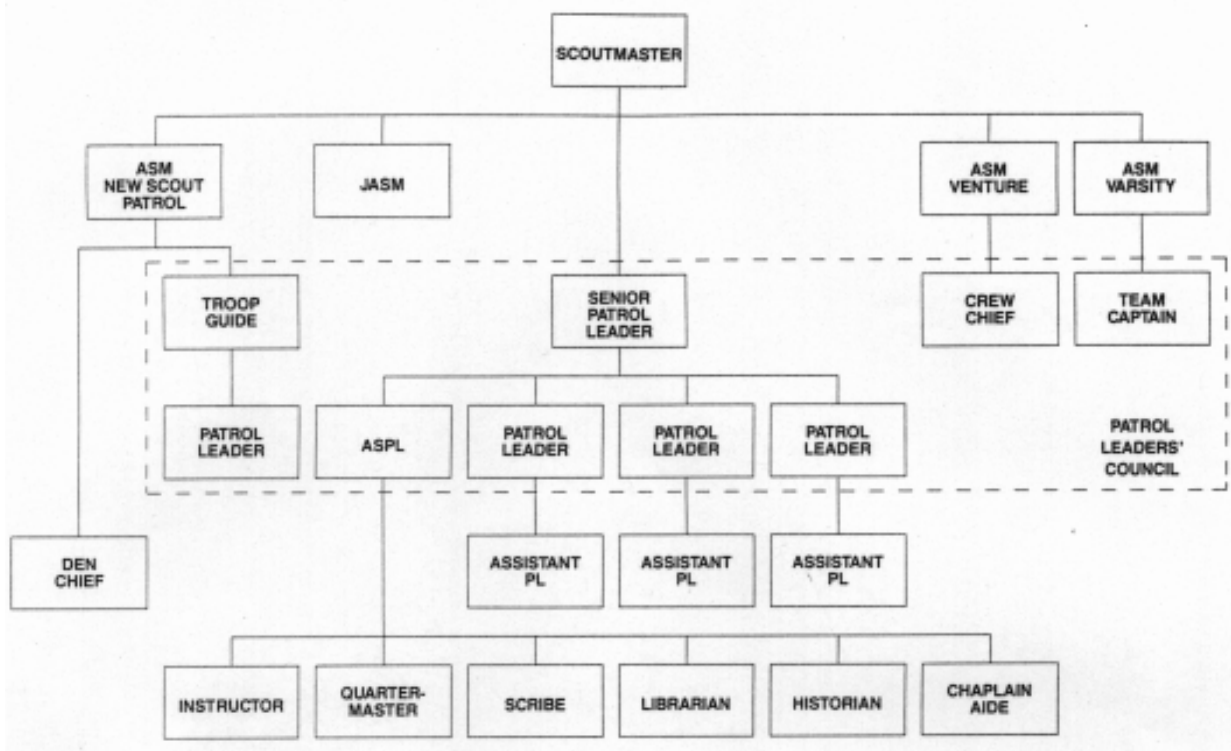 SCOUTMASTER
ASM
NEW SCOUT
PATROL
JASM
ASM
VENTURE
ASM
VARSITY
TROOP
GUIDE
SENIOR
PATROL
LEADER
CREW
CHIEF
TEAM
CAPTAIN
PATROL
LEADER
ASPL
PATROL
LEADER
PATROL
LEADER
PATROL
LEADER
PATROL
LEADERS'
COUNCIL
DEN
CHIEF
ASSISTANT
PL
ASSISTANT
PL
ASSISTANT
PL
INSTRUCTOR
QUARTER-
MASTER
SCRIBE
LIBRARIAN
HISTORIAN
CHAPLAIN
AIDE